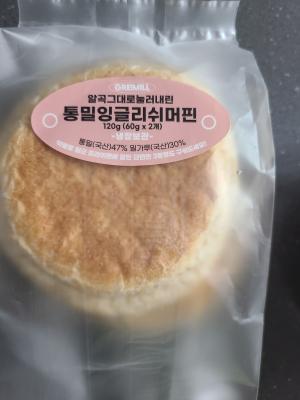 GREMILL
알곡그대로눌러내린
통밀잉글리쉬머핀
120g (60g x 2개)
-냉장보관-
통밀(국산)47% 밀가루(국산)30%